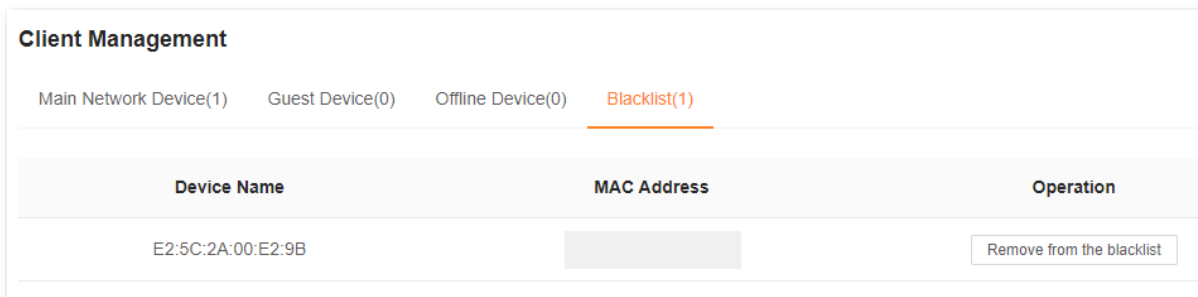 Client Management
Main Network Device(1) Guest Device(0) Offline Device(0) Blacklist(1)
Device Name MAC Address Operation
E2:5C:2A:00:E2:9B Remove from the blacklist